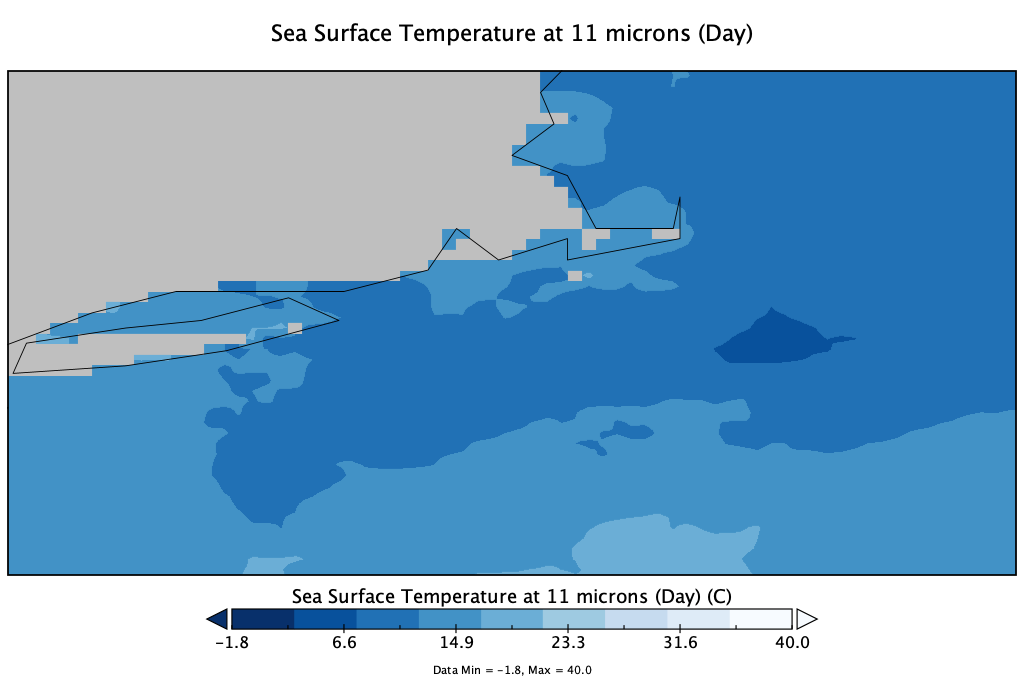 Sea Surface Temperature at 11 microns (Day)
Sea Surface Temperature at 11 microns (Day) (C)
−1.8 6.6 14.9 23.3 31.6 40.0
Data Min = −1.8, Max = 40.0